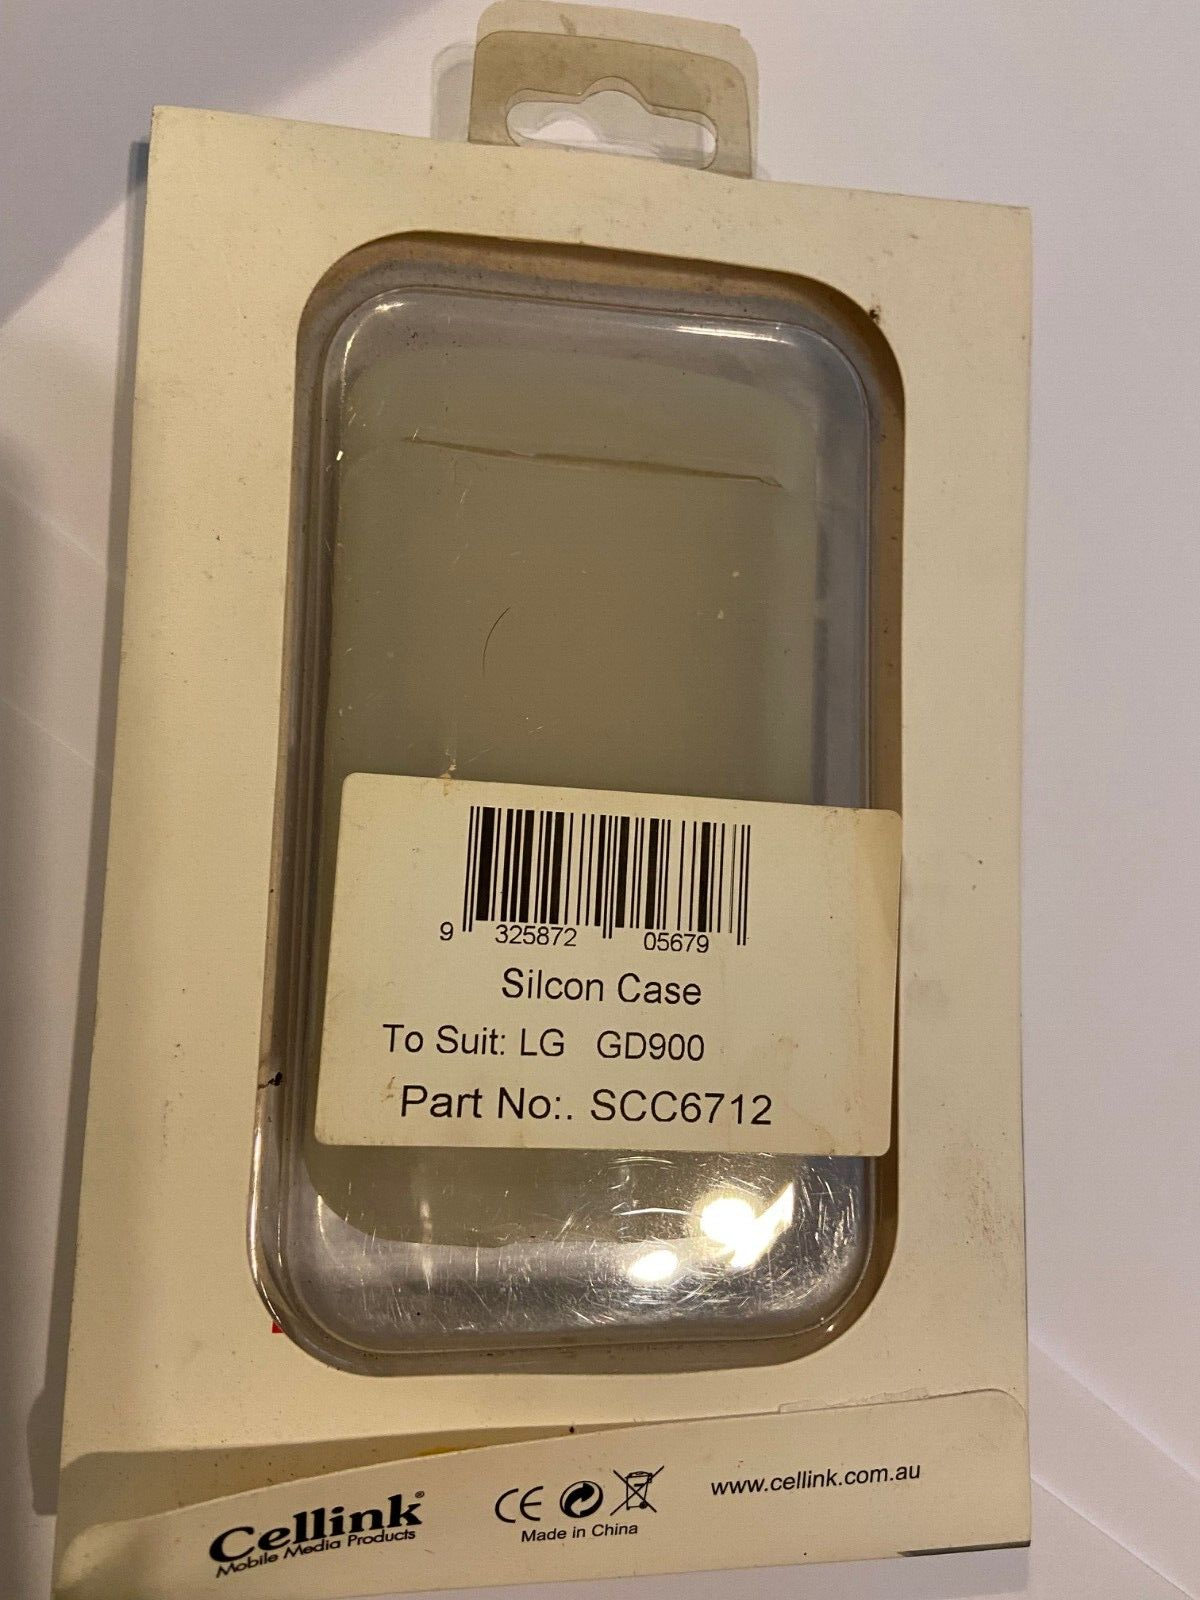 9 325872 05679
Silcon Case
To Suit: LG GD900
Part No:. SCC6712
Cellink®
Mobile Media Products
CE
Made in China
www.cellink.com.au